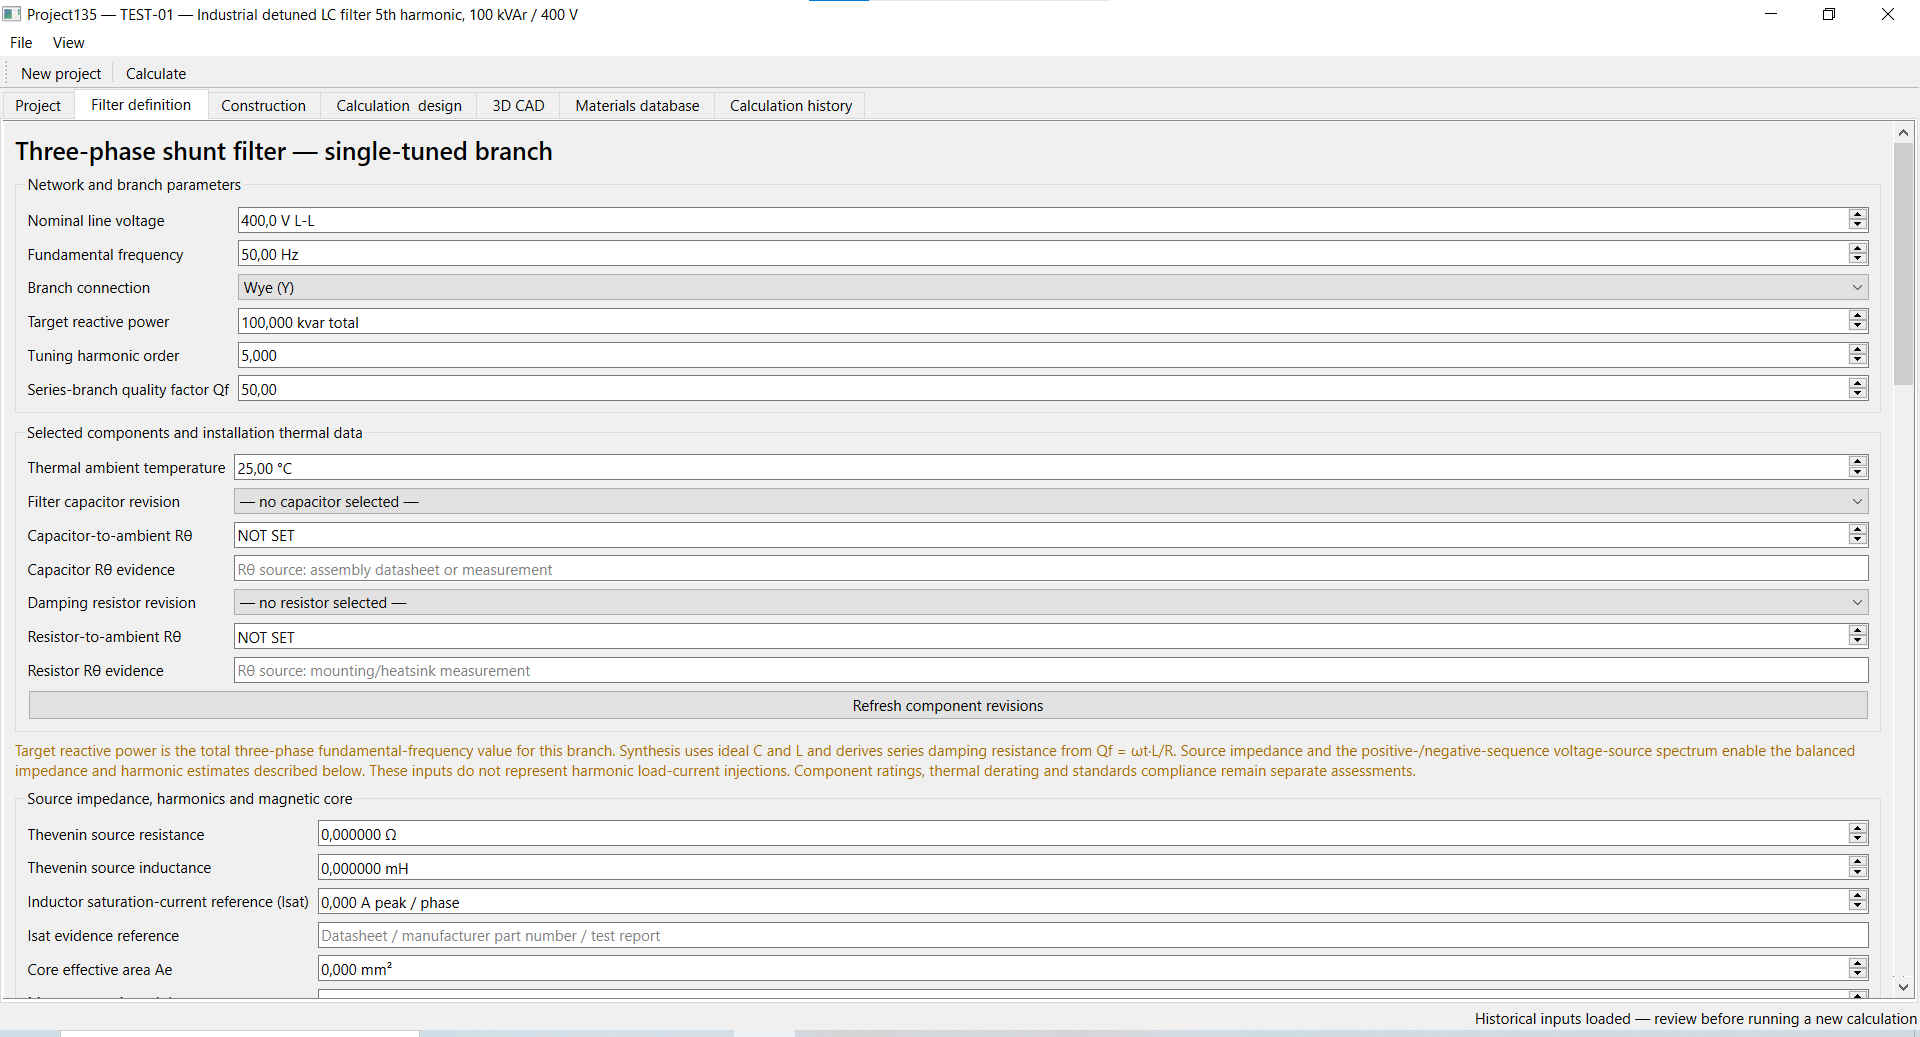 Project135 — TEST-01 — Industrial detuned LC filter 5th harmonic, 100 kVAr / 400 V
File View
New project Calculate
Project Filter definition Construction Calculation design 3D CAD Materials database Calculation history
Three-phase shunt filter — single-tuned branch
Network and branch parameters
Nominal line voltage 400,0 V L-L
Fundamental frequency 50,00 Hz
Branch connection Wye (Y)
Target reactive power 100,000 kvar total
Tuning harmonic order 5,000
Series-branch quality factor Qf 50,00
Selected components and installation thermal data
Thermal ambient temperature 25,00 °C
Filter capacitor revision — no capacitor selected —
Capacitor-to-ambient Rθ NOT SET
Capacitor Rθ evidence Rθ source: assembly datasheet or measurement
Damping resistor revision — no resistor selected —
Resistor-to-ambient Rθ NOT SET
Resistor Rθ evidence Rθ source: mounting/heatsink measurement
Refresh component revisions
Target reactive power is the total three-phase fundamental-frequency value for this branch. Synthesis uses ideal C and L and derives series damping resistance from Qf = ωt·L/R. Source impedance and the positive-/negative-sequence voltage-source spectrum enable the balanced
impedance and harmonic estimates described below. These inputs do not represent harmonic load-current injections. Component ratings, thermal derating and standards compliance remain separate assessments.
Source impedance, harmonics and magnetic core
Thevenin source resistance 0,000000 Ω
Thevenin source inductance 0,000000 mH
Inductor saturation-current reference (Isat) 0,000 A peak / phase
Isat evidence reference Datasheet / manufacturer part number / test report
Core effective area Ae 0,000 mm²
Historical inputs loaded — review before running a new calculation